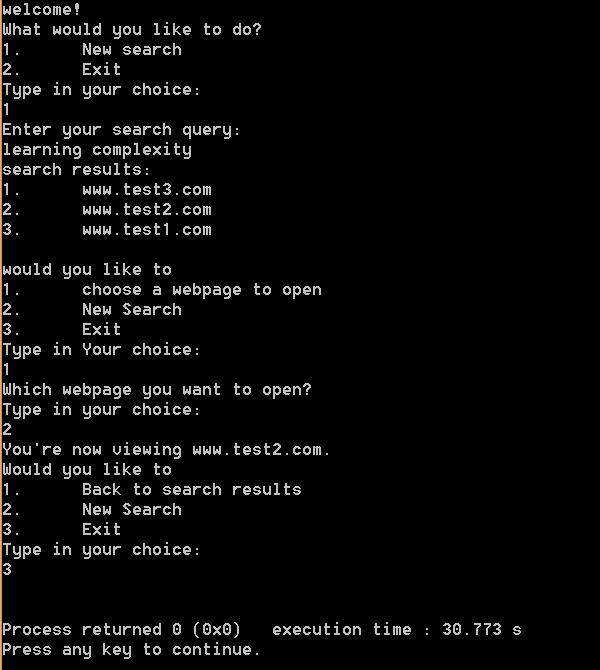 welcome!
What would you like to do?
1.      New search
2.      Exit
Type in your choice:
1
Enter your search query:
learning complexity
search results:
1.      www.test3.com
2.      www.test2.com
3.      www.test1.com

would you like to
1.      choose a webpage to open
2.      New Search
3.      Exit
Type in Your choice:
1
Which webpage you want to open?
Type in your choice:
2
You're now viewing www.test2.com.
Would you like to
1.      Back to search results
2.      New Search
3.      Exit
Type in your choice:
3

Process returned 0 (0x0)   execution time : 30.773 s
Press any key to continue.